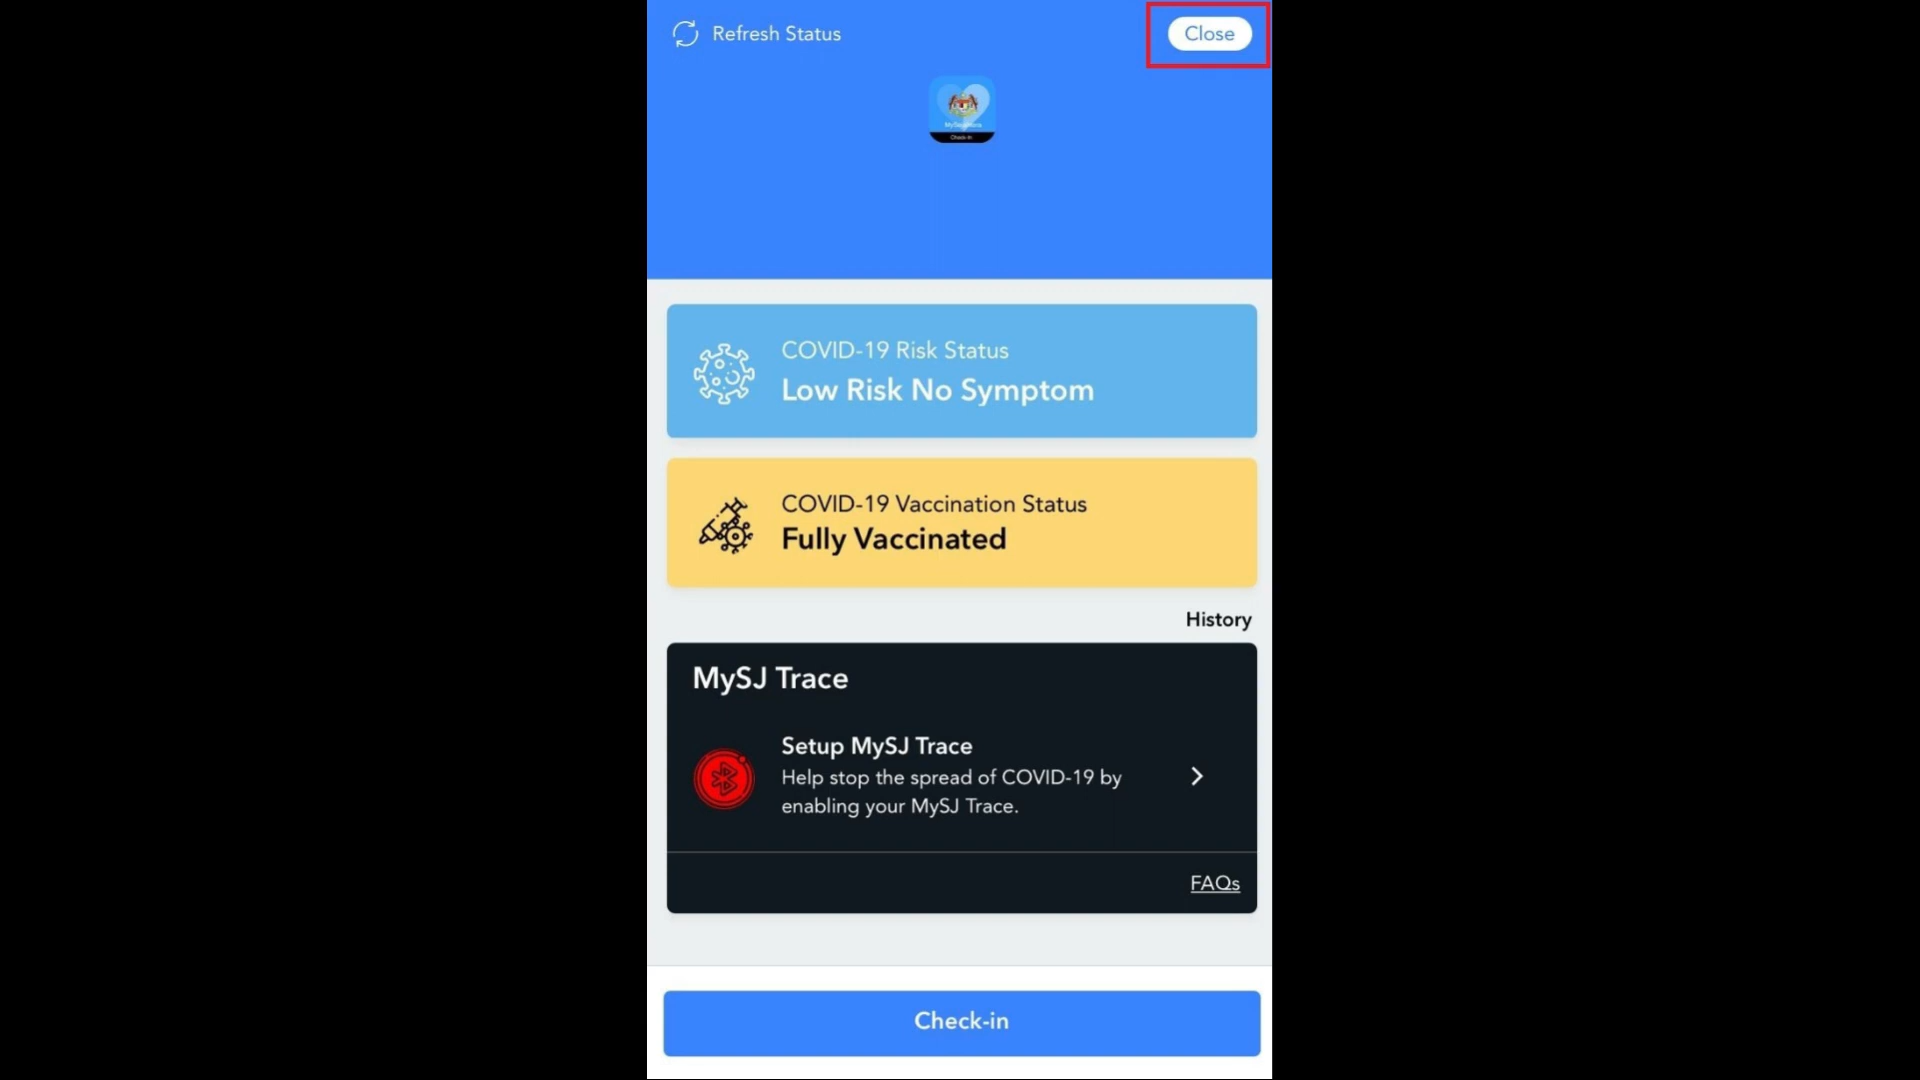 Refresh Status
Close
Check-in
COVID-19 Risk Status
Low Risk No Symptom
COVID-19 Vaccination Status
Fully Vaccinated
History
MySJ Trace
Setup MySJ Trace
Help stop the spread of COVID-19 by
enabling your MySJ Trace.
FAQs
Check-in